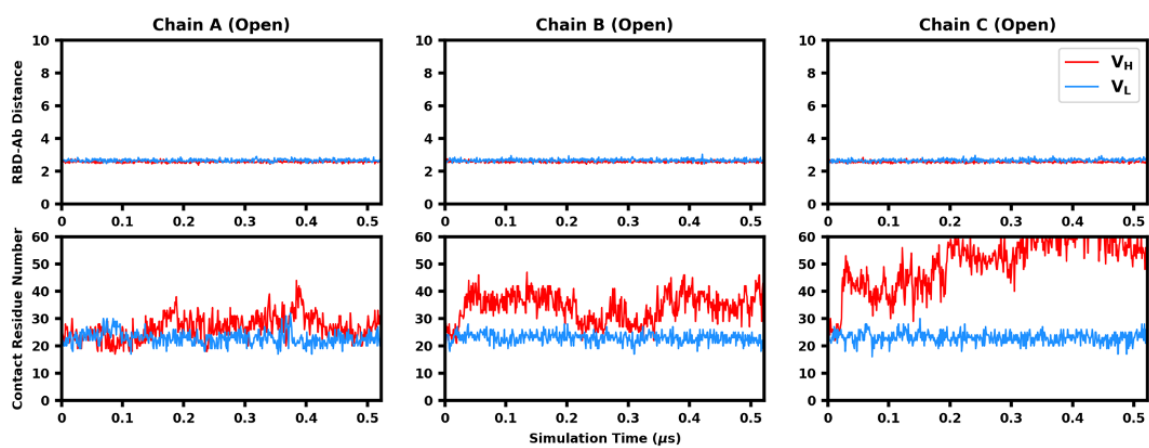 Chain A (Open)
Chain B (Open)
Chain C (Open)
RBD-Ab Distance
10
8
6
4
2
0
0 0.1 0.2 0.3 0.4 0.5
10
8
6
4
2
0
0 0.1 0.2 0.3 0.4 0.5
10
8
6
4
2
0
0 0.1 0.2 0.3 0.4 0.5
V_H
V_L
Contact Residue Number
60
50
40
30
20
10
0
0 0.1 0.2 0.3 0.4 0.5
60
50
40
30
20
10
0
0 0.1 0.2 0.3 0.4 0.5
60
50
40
30
20
10
0
0 0.1 0.2 0.3 0.4 0.5
Simulation Time (μs)